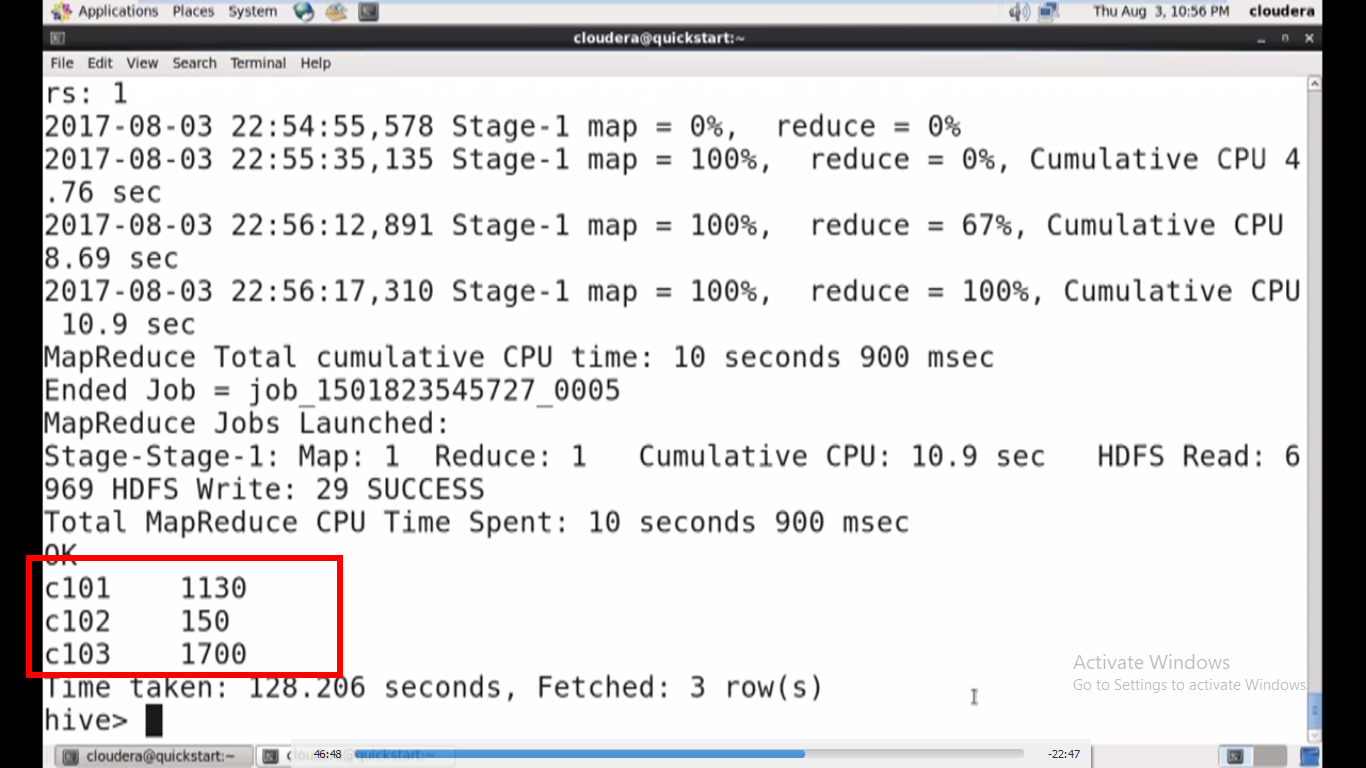 Applications Places System Thu Aug 3, 10:56 PM cloudera
cloudera@quickstart:~
File Edit View Search Terminal Help
rs: 1
2017-08-03 22:54:55,578 Stage-1 map = 0%, reduce = 0%
2017-08-03 22:55:35,135 Stage-1 map = 100%, reduce = 0%, Cumulative CPU 4
.76 sec
2017-08-03 22:56:12,891 Stage-1 map = 100%, reduce = 67%, Cumulative CPU
8.69 sec
2017-08-03 22:56:17,310 Stage-1 map = 100%, reduce = 100%, Cumulative CPU
10.9 sec
MapReduce Total cumulative CPU time: 10 seconds 900 msec
Ended Job = job_1501823545727_0005
MapReduce Jobs Launched:
Stage-Stage-1: Map: 1 Reduce: 1 Cumulative CPU: 10.9 sec HDFS Read: 6
969 HDFS Write: 29 SUCCESS
Total MapReduce CPU Time Spent: 10 seconds 900 msec
OK
c101 1130
c102 150
c103 1700
Time taken: 128.206 seconds, Fetched: 3 row(s)
hive>
Activate Windows
Go to Settings to activate Windows.
cloudera@quickstart:~ 46:48 -22:47